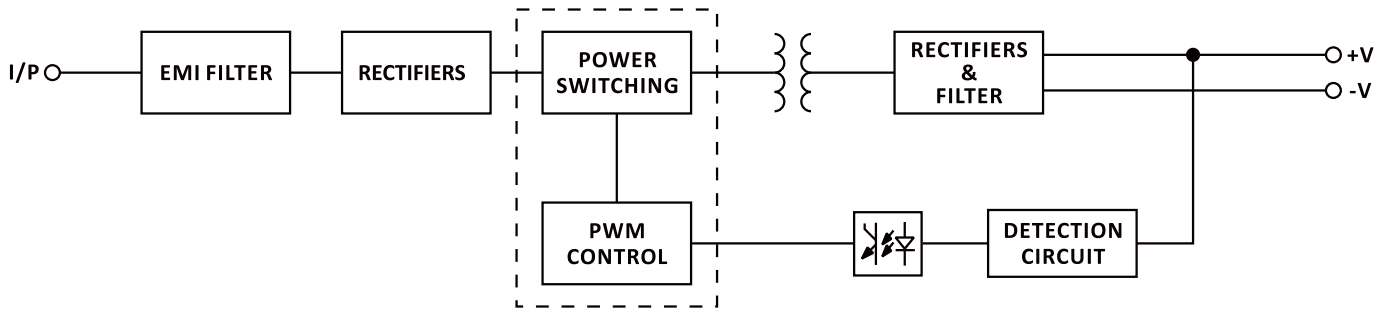 I/P
EMI FILTER
RECTIFIERS
POWER
SWITCHING
RECTIFIERS
&
FILTER
+V
-V
PWM
CONTROL
DETECTION
CIRCUIT